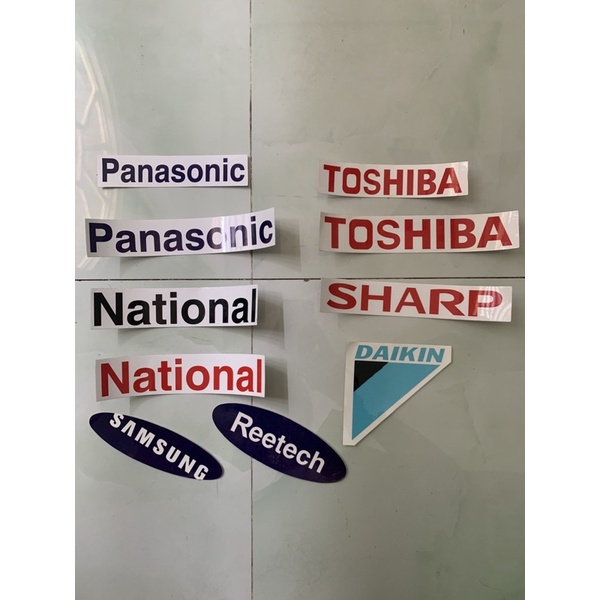 Panasonic
Panasonic
National
National
SAMSUNG
Reetech
TOSHIBA
TOSHIBA
SHARP
DAIKIN